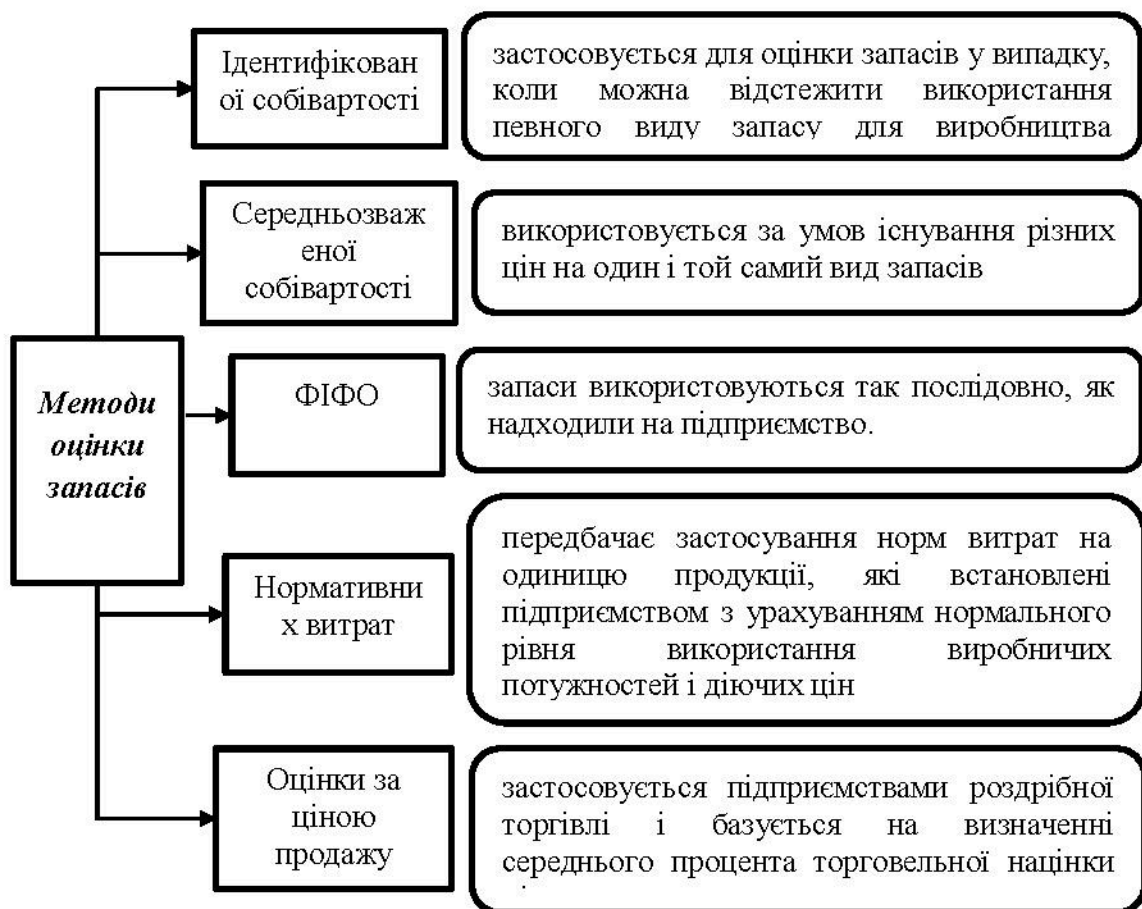 Ідентифікован
ої собівартості
застосовується для оцінки запасів у випадку,
коли можна відстежити використання
певного виду запасу для виробництва
Середньозваж
еної
собівартості
використовується за умов існування різних
цін на один і той самий вид запасів
Методи
оцінки
запасів
ФІФО
запаси використовуються так послідовно, як
надходили на підприємство.
Нормативни
х витрат
передбачає застосування норм витрат на
одиницю продукції, які встановлені
підприємством з урахуванням нормального
рівня використання виробничих
потужностей і діючих цін
Оцінки за
ціною
продажу
застосовується підприємствами роздрібної
торгівлі і базується на визначенні
середнього процента торговельної націнки